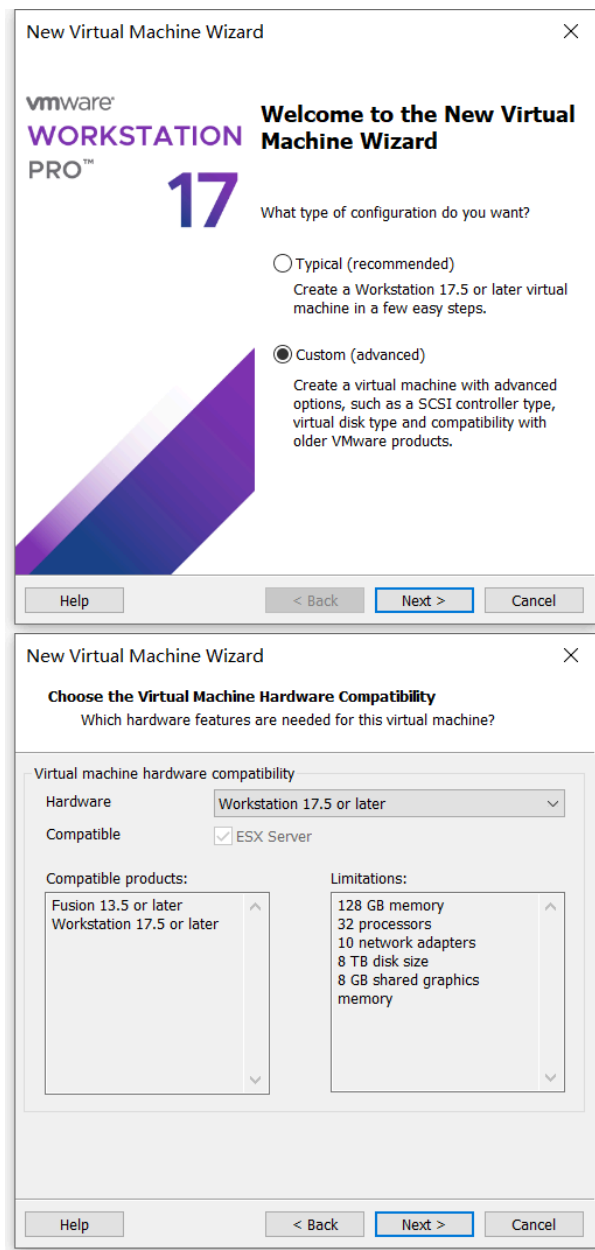 New Virtual Machine Wizard
vmware®
WORKSTATION
PRO™
17
Welcome to the New Virtual
Machine Wizard
What type of configuration do you want?
Typical (recommended)
Create a Workstation 17.5 or later virtual
machine in a few easy steps.
Custom (advanced)
Create a virtual machine with advanced
options, such as a SCSI controller type,
virtual disk type and compatibility with
older VMware products.
Help
< Back
Next >
Cancel
New Virtual Machine Wizard
Choose the Virtual Machine Hardware Compatibility
Which hardware features are needed for this virtual machine?
Virtual machine hardware compatibility
Hardware
Workstation 17.5 or later
Compatible
ESX Server
Compatible products:
Fusion 13.5 or later
Workstation 17.5 or later
Limitations:
128 GB memory
32 processors
10 network adapters
8 TB disk size
8 GB shared graphics
memory
Help
< Back
Next >
Cancel